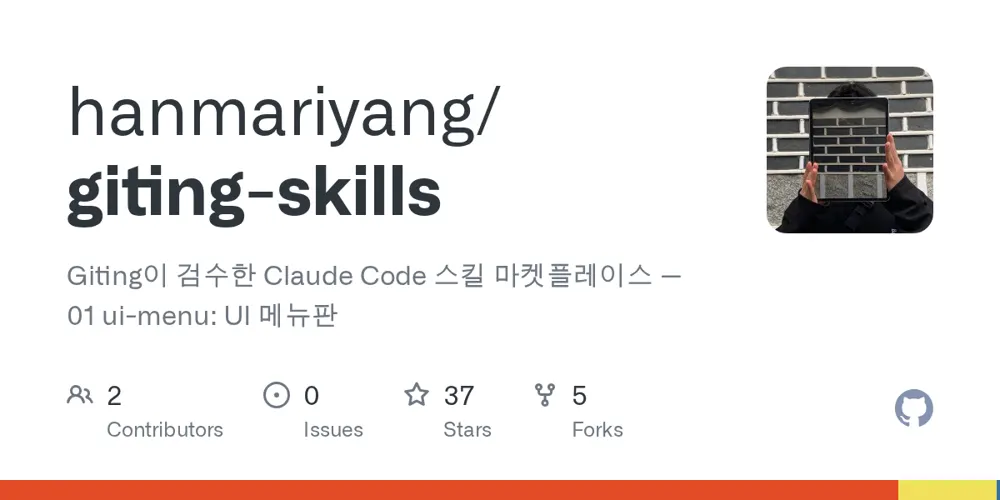 hanmariyang/
giting-skills
Giting이 검수한 Claude Code 스킬 마켓플레이스 —
01 ui-menu: UI 메뉴판
2
Contributors
0
Issues
37
Stars
5
Forks